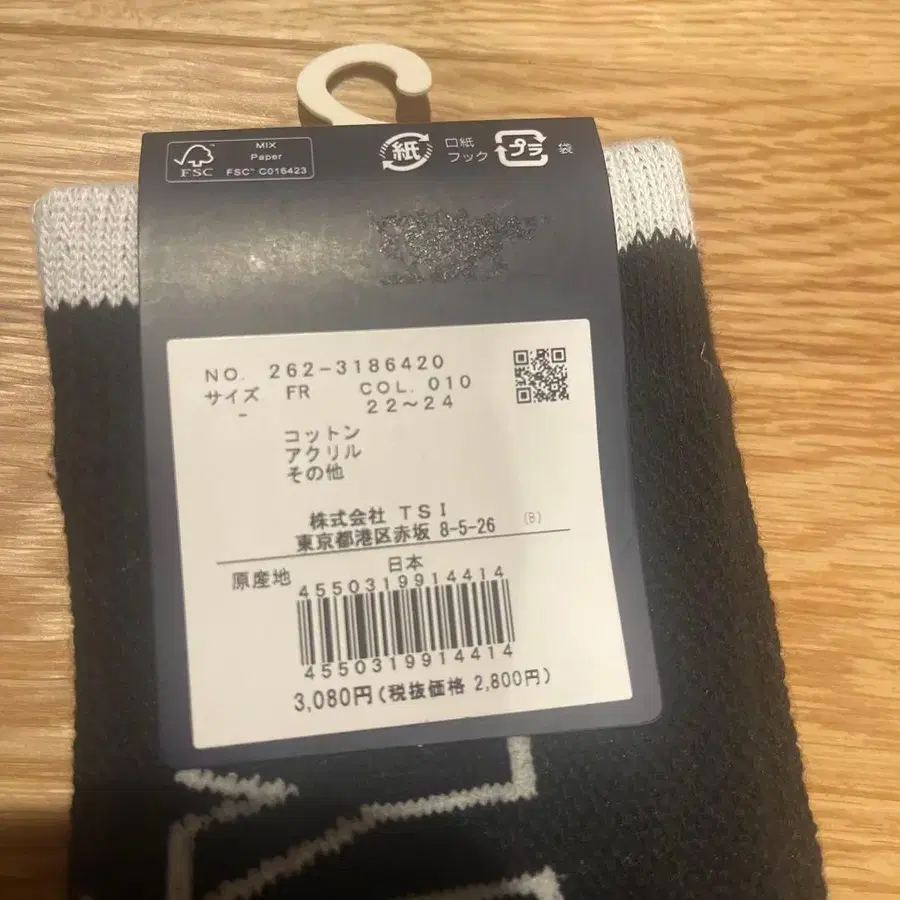 FSC
MIX
Paper
FSC™ C016423
紙
口紙
フック
プラ
袋
NO. 262-3186420
サイズ FR COL. 010
- 22～24
コットン
アクリル
その他
株式会社 TSI
東京都港区赤坂 8-5-26 (B)
原産地 日本
4550319914414
4550319914414
3,080円(税抜価格 2,800円)